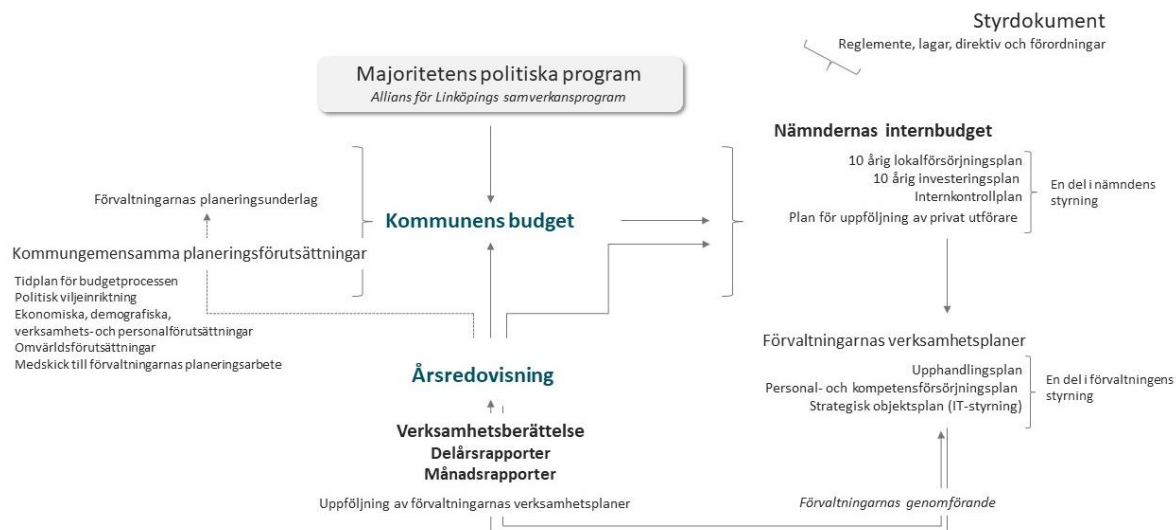 Styrdokument
Reglemente, lagar, direktiv och förordningar
Majoritetens politiska program
Allians för Linköpings samverkansprogram
Nämndernas internbudget
10 årig lokalförsörjningsplan
10 årig investeringsplan
Internkontrollplan
Plan för uppföljning av privat utförare
En del i nämndens
styrning
Förvaltningarnas planeringsunderlag
Kommunens budget
Kommungemensamma planeringsförutsättningar
Tidplan för budgetprocessen
Politisk viljeinriktning
Ekonomiska, demografiska,
verksamhets- och personalförutsättningar
Omvärldsförutsättningar
Medskick till förvaltningarnas planeringsarbete
Förvaltningarnas verksamhetsplaner
Upphandlingsplan
Personal- och kompetensförsörjningsplan
Strategisk objektsplan (IT-styrning)
En del i förvaltningens
styrning
Årsredovisning
Verksamhetsberättelse
Delårsrapporter
Månadsrapporter
Uppföljning av förvaltningarnas verksamhetsplaner
Förvaltningarnas genomförande